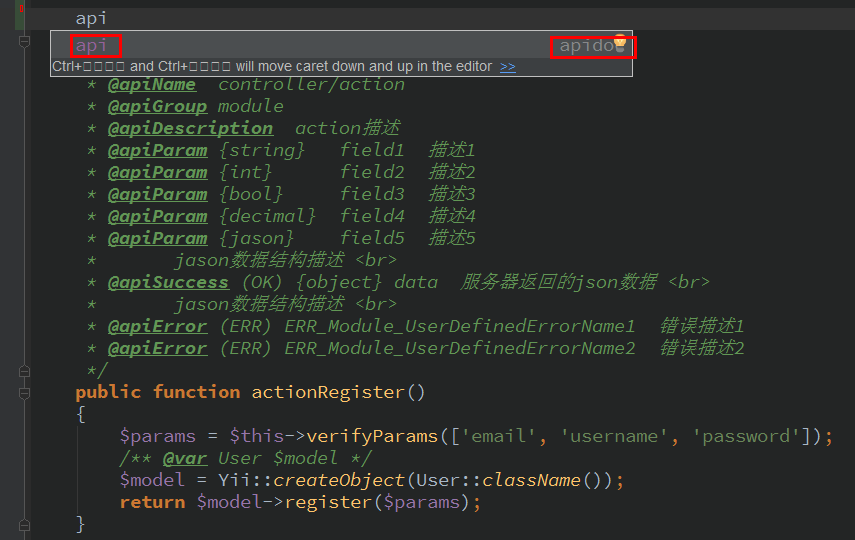 api
api apido
Ctrl+□□□□ and Ctrl+□□□□ will move caret down and up in the editor >>
* @apiName controller/action
* @apiGroup module
* @apiDescription action描述
* @apiParam {string} field1 描述1
* @apiParam {int} field2 描述2
* @apiParam {bool} field3 描述3
* @apiParam {decimal} field4 描述4
* @apiParam {jason} field5 描述5
* jason数据结构描述 <br>
* @apiSuccess (OK) {object} data 服务器返回的json数据 <br>
* jason数据结构描述 <br>
* @apiError (ERR) ERR_Module_UserDefinedErrorName1 错误描述1
* @apiError (ERR) ERR_Module_UserDefinedErrorName2 错误描述2
*/
public function actionRegister()
{
$params = $this->verifyParams(['email', 'username', 'password']);
/** @var User $model */
$model = Yii::createObject(User::className());
return $model->register($params);
}